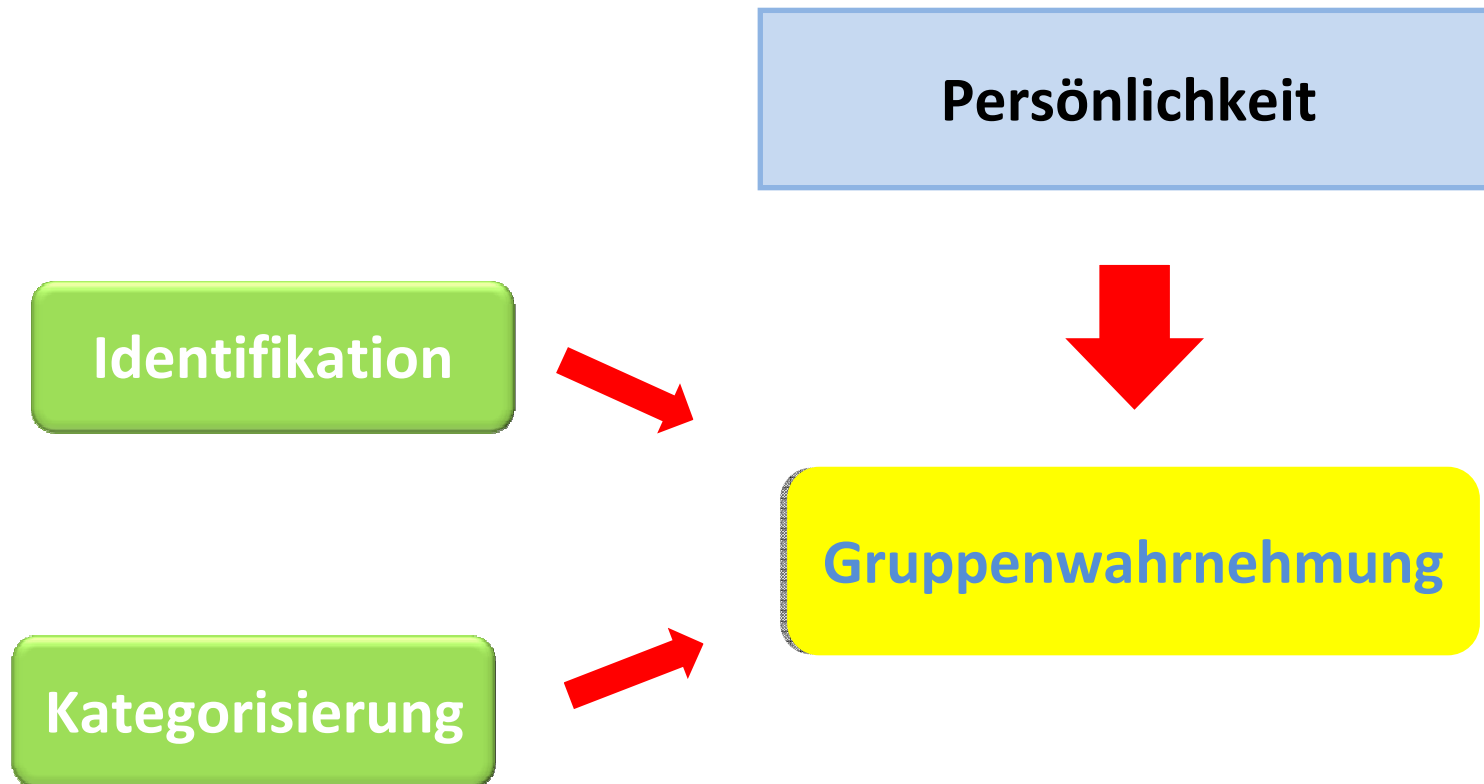 Persönlichkeit
Identifikation
Gruppenwahrnehmung
Kategorisierung